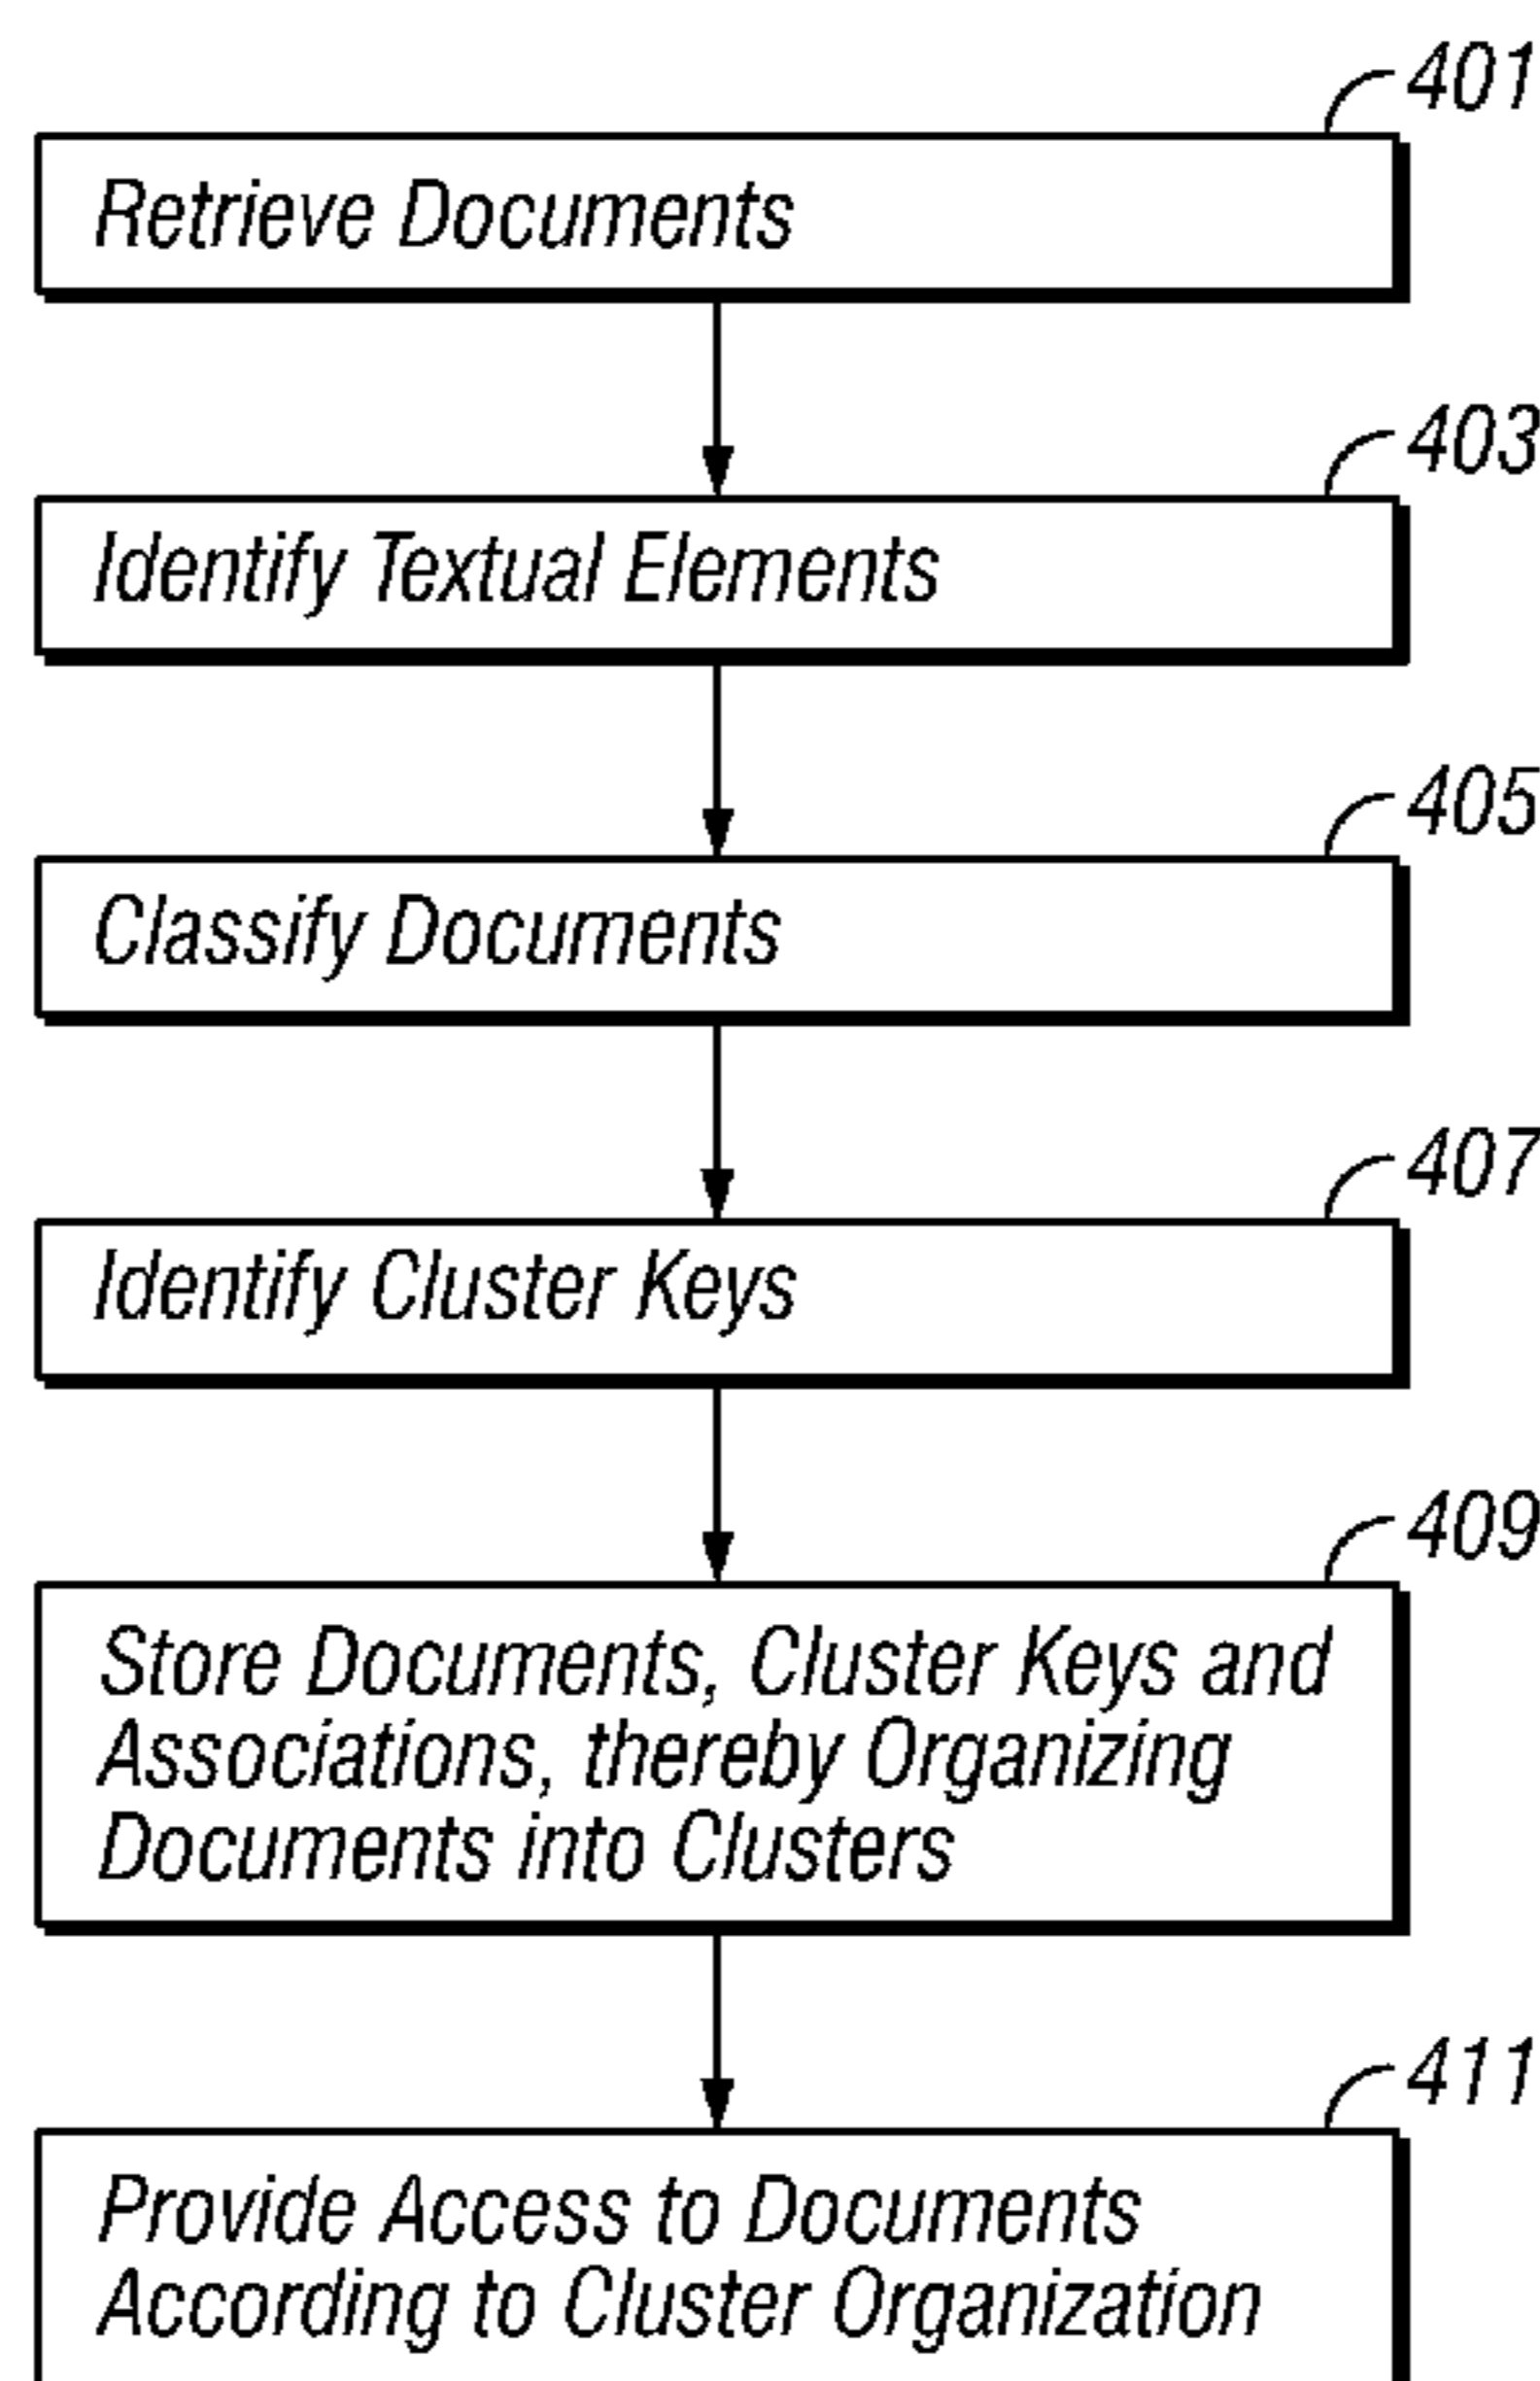 401
Retrieve Documents
403
Identify Textual Elements
405
Classify Documents
407
Identify Cluster Keys
409
Store Documents, Cluster Keys and
Associations, thereby Organizing
Documents into Clusters
411
Provide Access to Documents
According to Cluster Organization